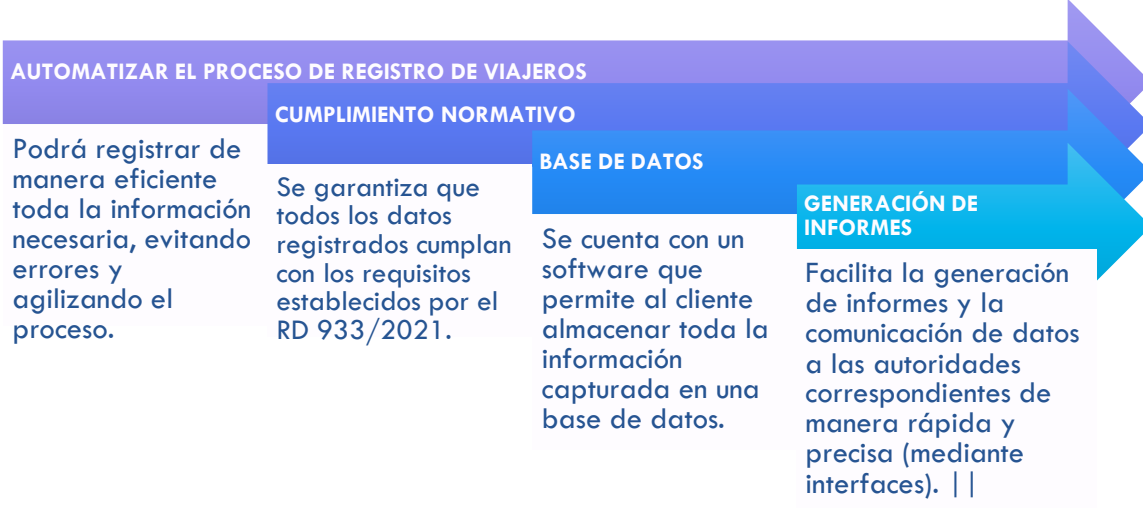 AUTOMATIZAR EL PROCESO DE REGISTRO DE VIAJEROS
Podrá registrar de
manera eficiente
toda la información
necesaria, evitando
errores y
agilizando el
proceso.
CUMPLIMIENTO NORMATIVO
Se garantiza que
todos los datos
registrados cumplan
con los requisitos
establecidos por el
RD 933/2021.
BASE DE DATOS
Se cuenta con un
software que
permite al cliente
almacenar toda la
información
capturada en una
base de datos.
GENERACIÓN DE
INFORMES
Facilita la generación
de informes y la
comunicación de datos
a las autoridades
correspondientes de
manera rápida y
precisa (mediante
interfaces). ||